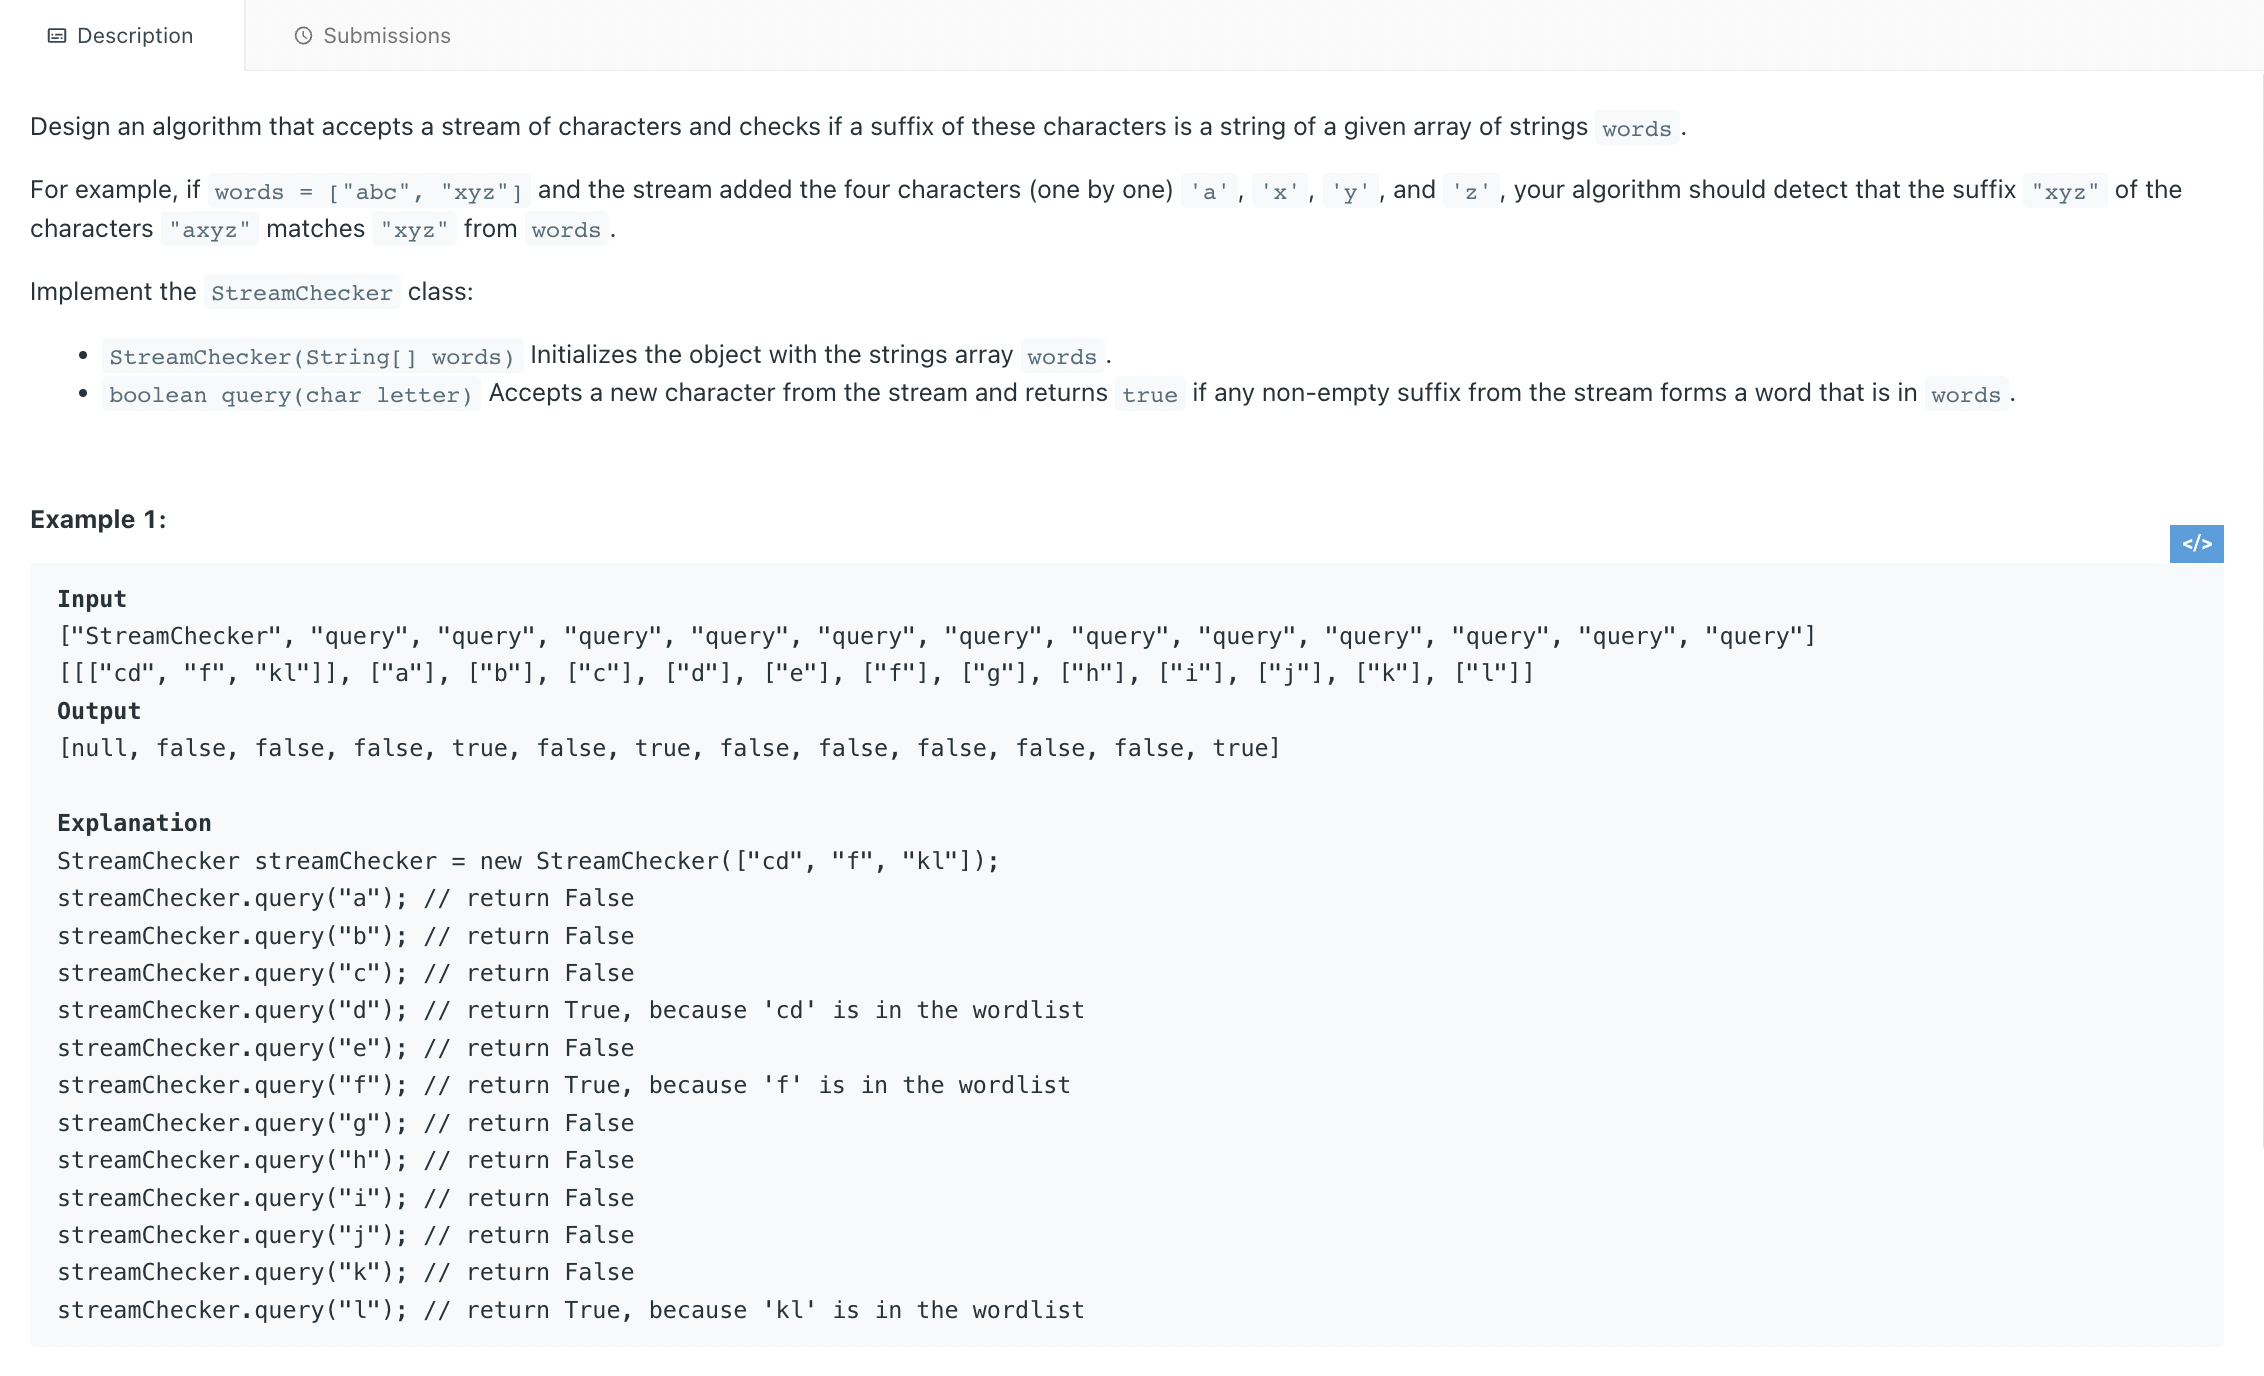 Description
Submissions
Design an algorithm that accepts a stream of characters and checks if a suffix of these characters is a string of a given array of strings words .
For example, if words = ["abc", "xyz"] and the stream added the four characters (one by one) 'a' , 'x' , 'y' , and 'z' , your algorithm should detect that the suffix "xyz" of the
characters "axyz" matches "xyz" from words .
Implement the StreamChecker class:
• StreamChecker(String[] words) Initializes the object with the strings array words .
• boolean query(char letter) Accepts a new character from the stream and returns true if any non-empty suffix from the stream forms a word that is in words .
Example 1:
</>
Input
["StreamChecker", "query", "query", "query", "query", "query", "query", "query", "query", "query", "query", "query", "query"]
[[["cd", "f", "kl"]], ["a"], ["b"], ["c"], ["d"], ["e"], ["f"], ["g"], ["h"], ["i"], ["j"], ["k"], ["l"]]
Output
[null, false, false, false, true, false, true, false, false, false, false, false, true]
Explanation
StreamChecker streamChecker = new StreamChecker(["cd", "f", "kl"]);
streamChecker.query("a"); // return False
streamChecker.query("b"); // return False
streamChecker.query("c"); // return False
streamChecker.query("d"); // return True, because 'cd' is in the wordlist
streamChecker.query("e"); // return False
streamChecker.query("f"); // return True, because 'f' is in the wordlist
streamChecker.query("g"); // return False
streamChecker.query("h"); // return False
streamChecker.query("i"); // return False
streamChecker.query("j"); // return False
streamChecker.query("k"); // return False
streamChecker.query("l"); // return True, because 'kl' is in the wordlist